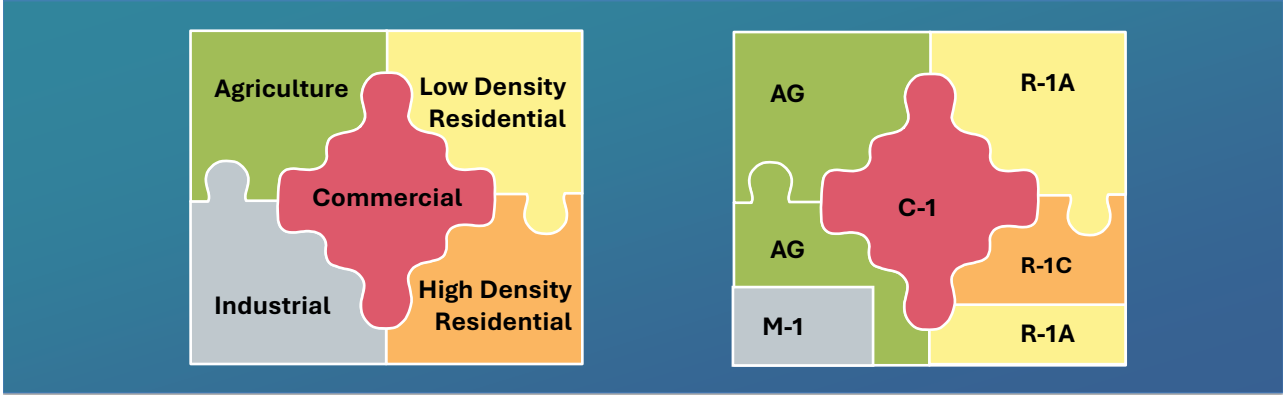 Agriculture
Low Density
Residential
Commercial
Industrial
High Density
Residential
AG
R-1A
C-1
AG
R-1C
M-1
R-1A